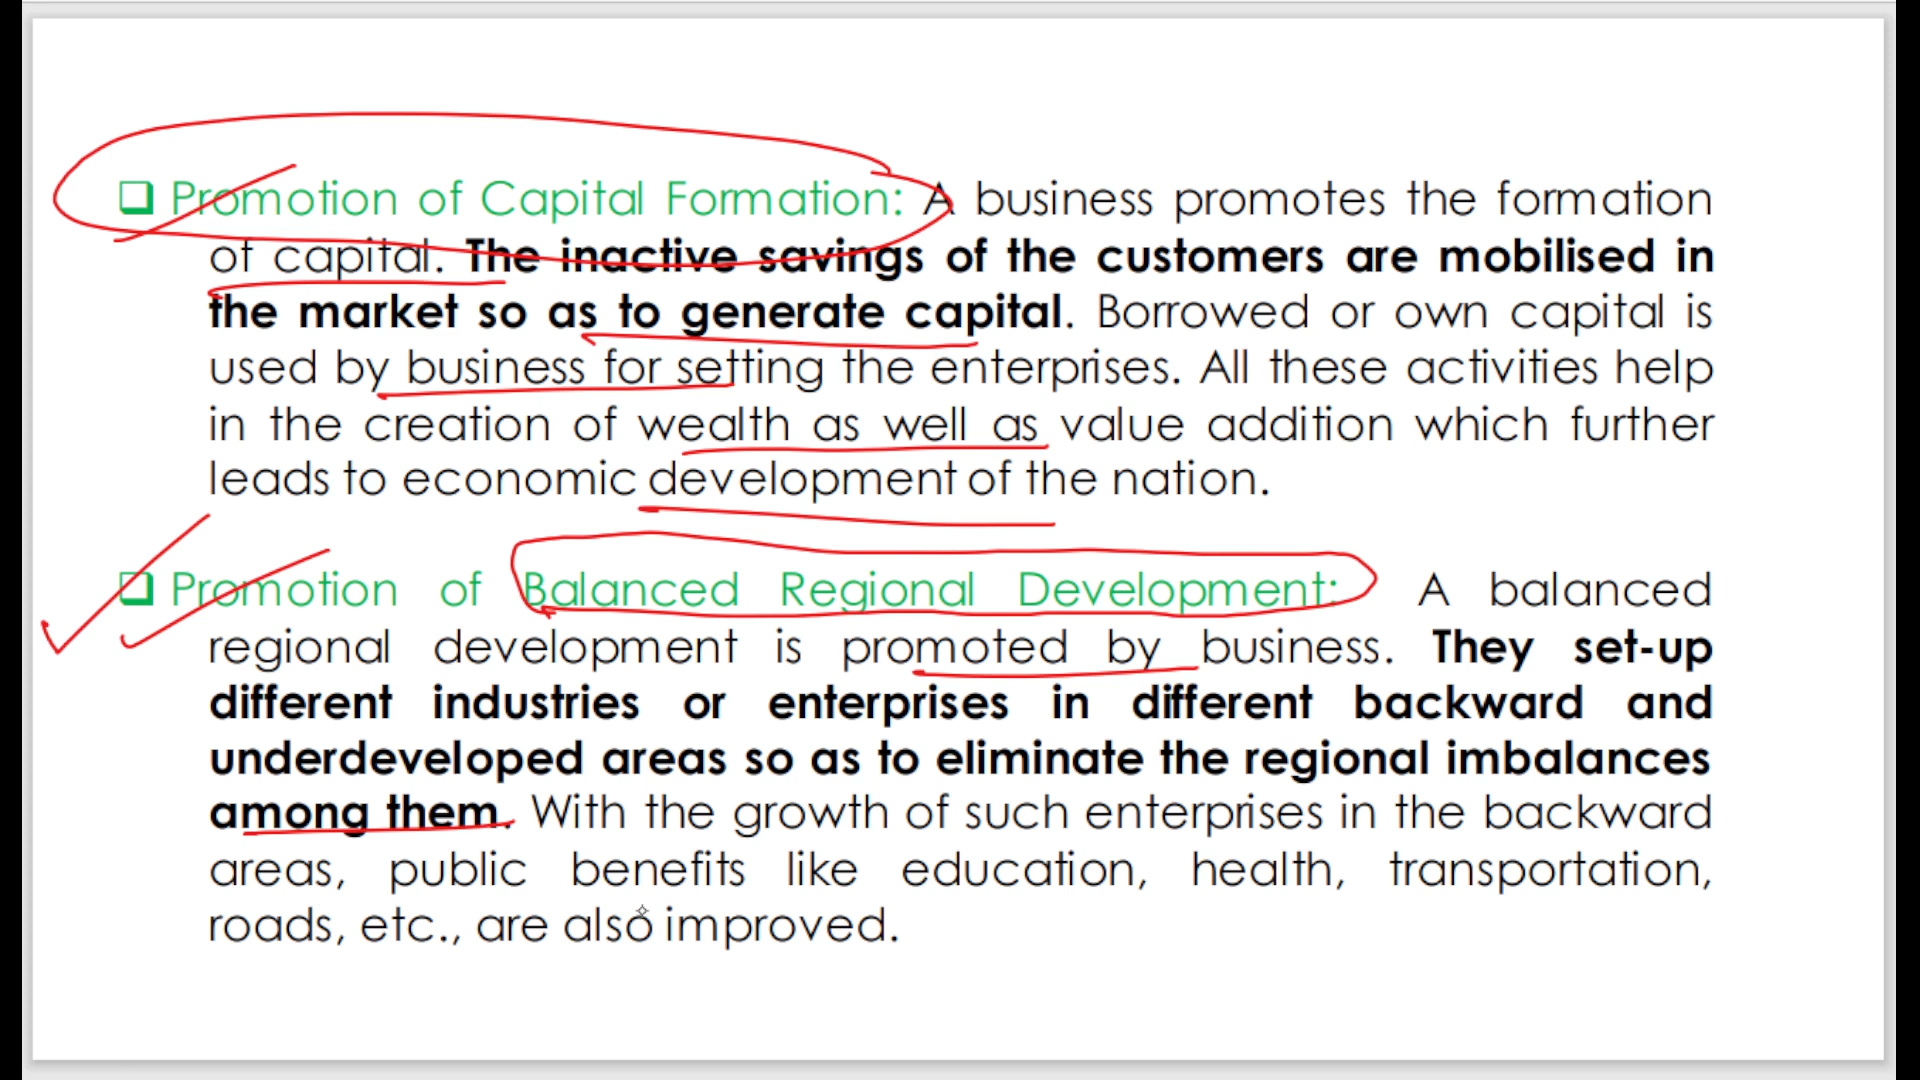 ❑ Promotion of Capital Formation: A business promotes the formation
of capital. The inactive savings of the customers are mobilised in
the market so as to generate capital. Borrowed or own capital is
used by business for setting the enterprises. All these activities help
in the creation of wealth as well as value addition which further
leads to economic development of the nation.
❑ Promotion of Balanced Regional Development: A balanced
regional development is promoted by business. They set-up
different industries or enterprises in different backward and
underdeveloped areas so as to eliminate the regional imbalances
among them. With the growth of such enterprises in the backward
areas, public benefits like education, health, transportation,
roads, etc., are also improved.